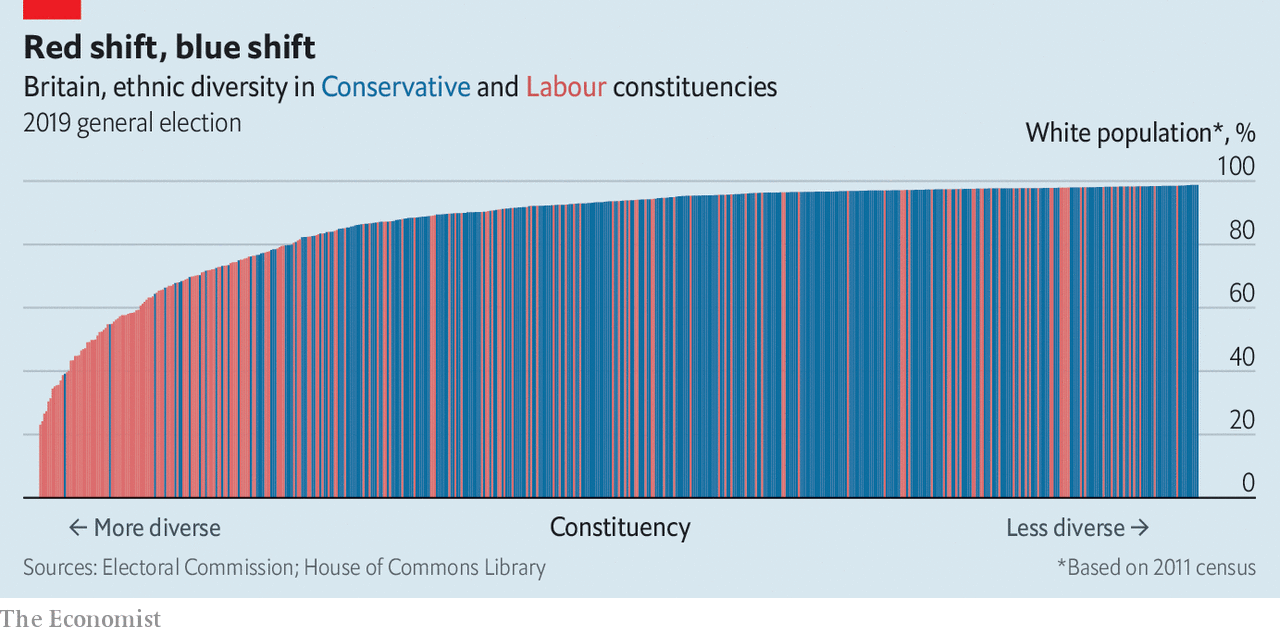 Red shift, blue shift
Britain, ethnic diversity in Conservative and Labour constituencies
2019 general election
White population*, %
100
80
60
40
20
0
← More diverse
Constituency
Less diverse →
Sources: Electoral Commission; House of Commons Library
*Based on 2011 census
The Economist